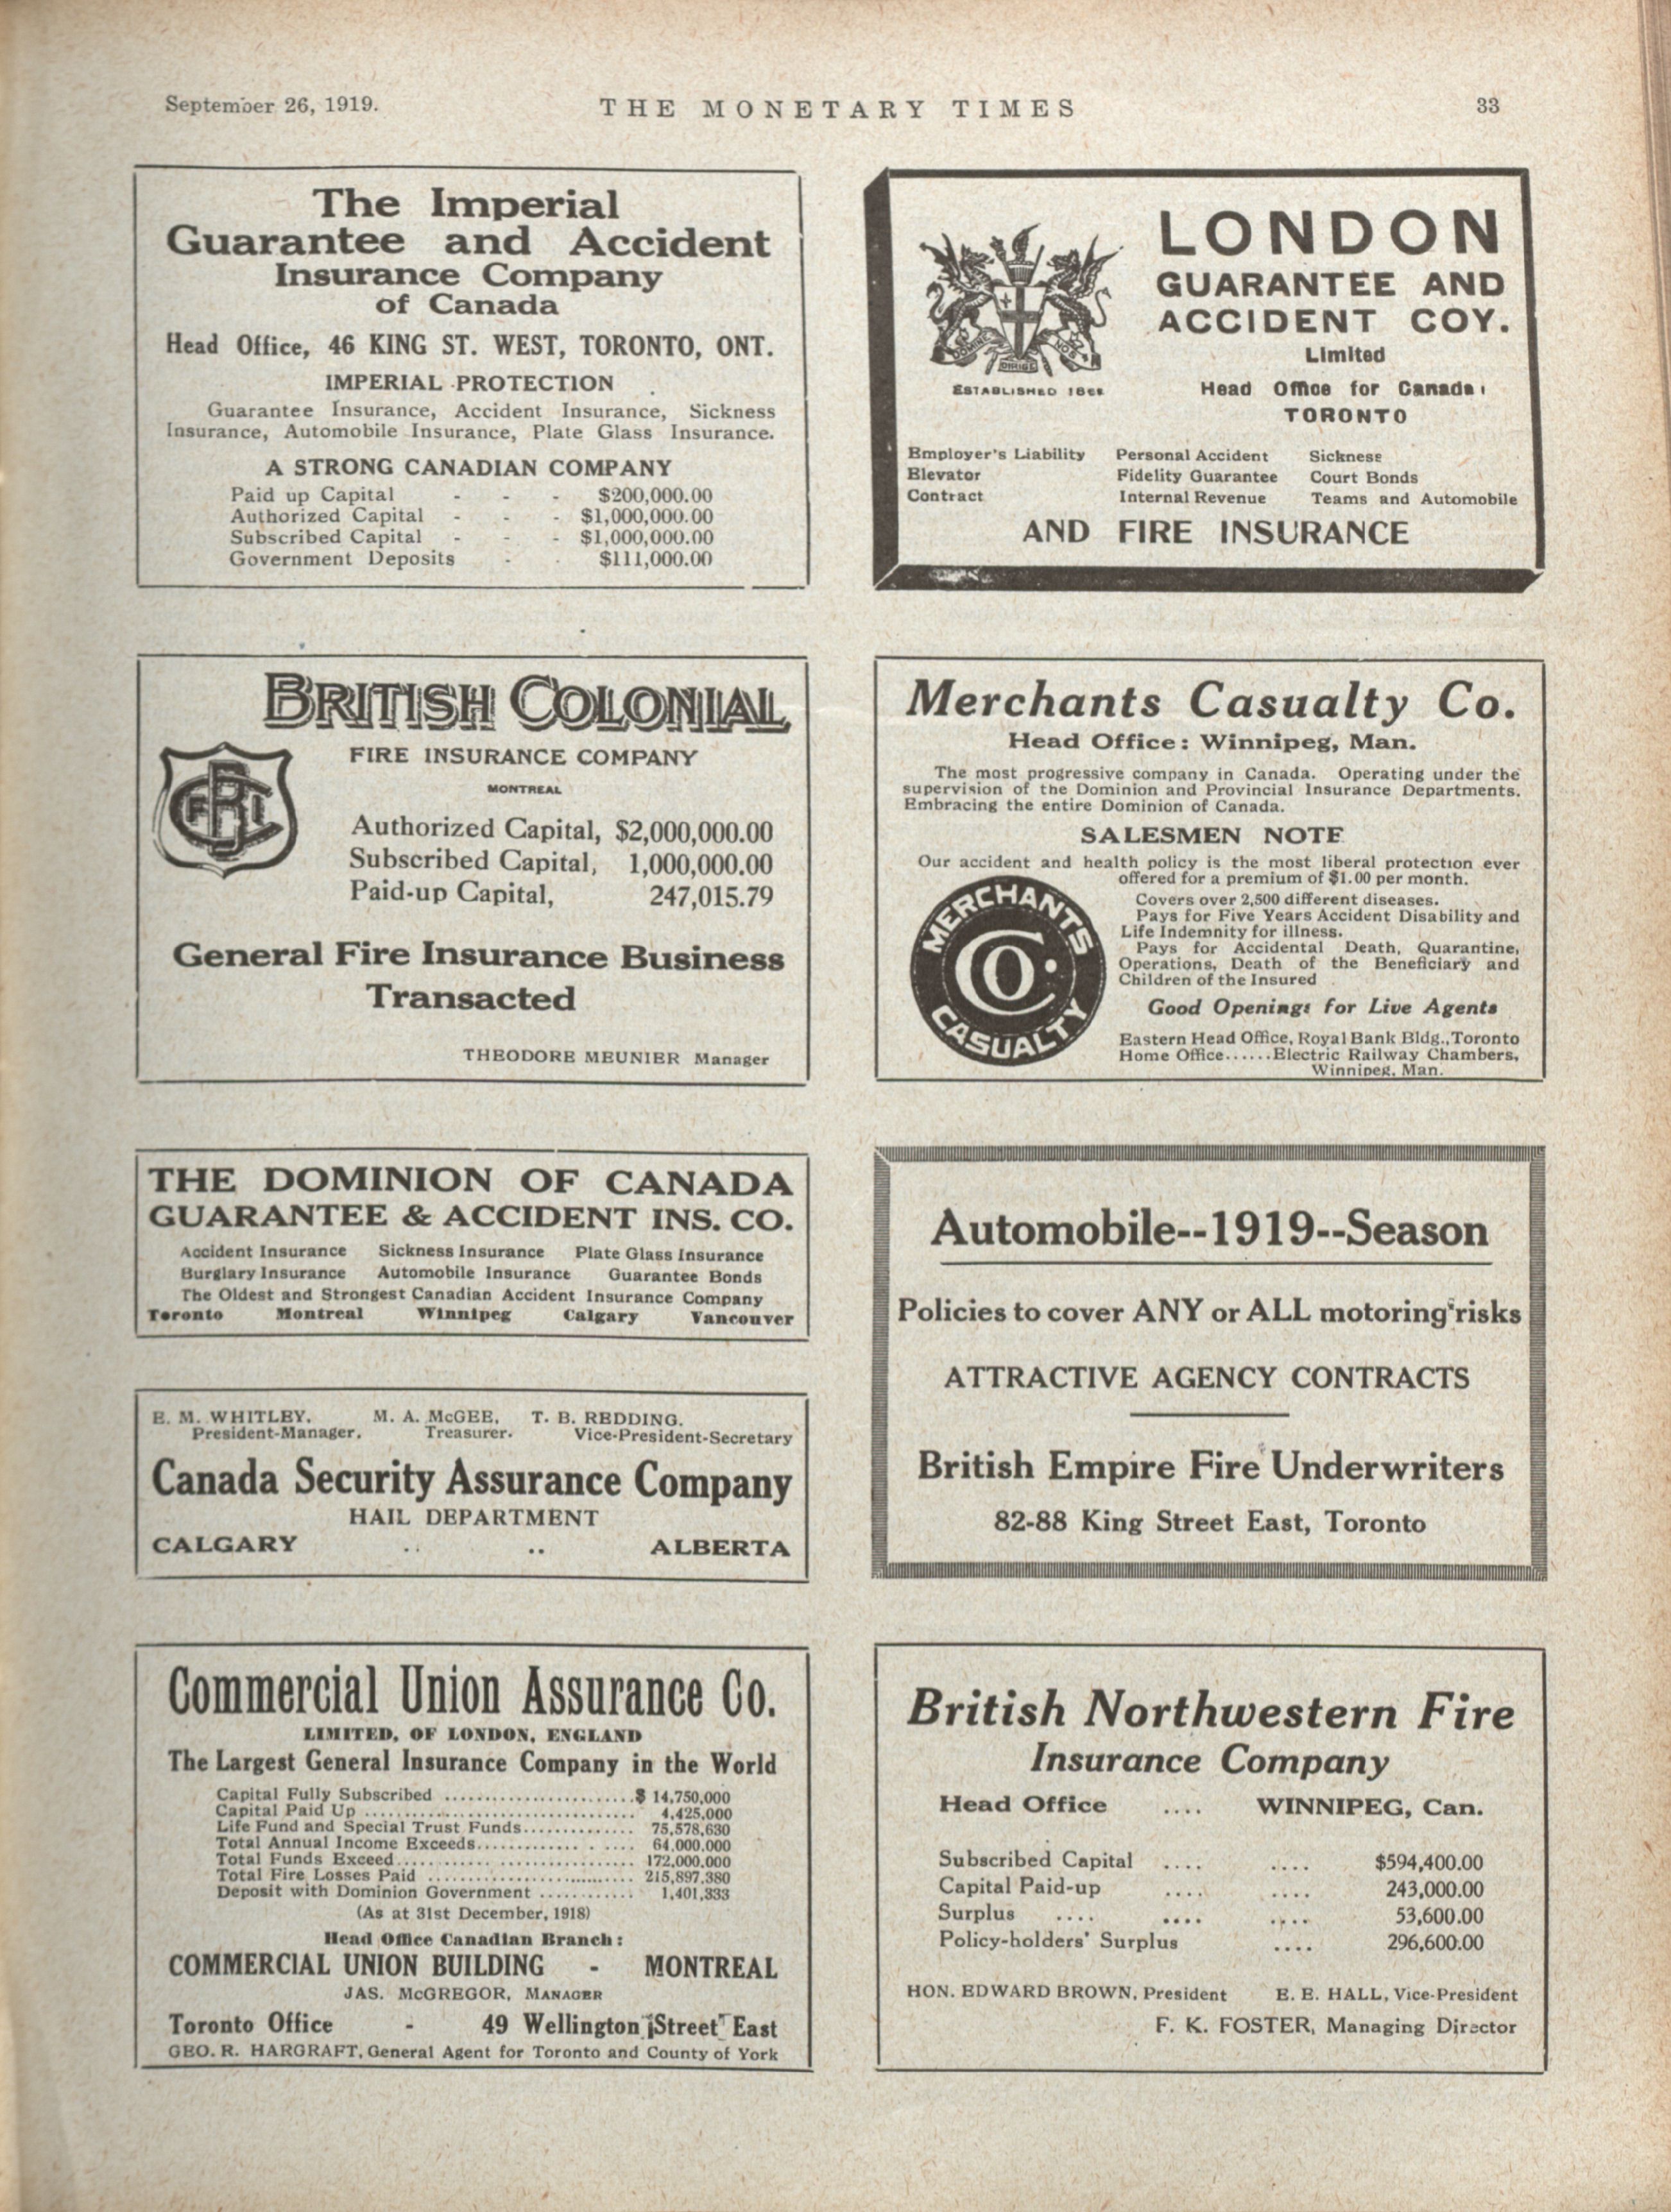 September 26, 1919.
THE MONETARY TIMES
33
The Imperial
Guarantee and Accident
Insurance Company
of Canada
Head Office, 46 KING ST. WEST, TORONTO, ONT.
IMPERIAL PROTECTION
Guarantee Insurance, Accident Insurance, Sickness
Insurance, Automobile Insurance, Plate Glass Insurance.
A STRONG CANADIAN COMPANY
Paid up Capital - - - $200,000.00
Authorized Capital - - - $1,000,000.00
Subscribed Capital - - - $1,000,000.00
Government Deposits - - $111,000.00
LONDON
GUARANTEE AND
ACCIDENT COY.
Limited
DOMINE DIRIGE NOS
ESTABLISHED
Head Office for Canada:
TORONTO
Employer's Liability Personal Accident Sickness
Elevator Fidelity Guarantee Court Bonds
Contract Internal Revenue Teams and Automobile
AND FIRE INSURANCE
BRITISH COLONIAL
FIRE INSURANCE COMPANY
MONTREAL
Authorized Capital, $2,000,000.00
Subscribed Capital, 1,000,000.00
Paid-up Capital, 247,015.79
General Fire Insurance Business
Transacted
THEODORE MEUNIER Manager
Merchants Casualty Co.
Head Office: Winnipeg, Man.
The most progressive company in Canada. Operating under the
supervision of the Dominion and Provincial Insurance Departments.
Embracing the entire Dominion of Canada.
SALESMEN NOTE
Our accident and health policy is the most liberal protection ever
offered for a premium of $1.00 per month.
Covers over 2,500 different diseases.
Pays for Five Years Accident Disability and
Life Indemnity for illness.
Pays for Accidental Death, Quarantine,
Operations, Death of the Beneficiary and
Children of the Insured
Good Openings for Live Agents
Eastern Head Office, Royal Bank Bldg., Toronto
Home Office......Electric Railway Chambers,
Winnipeg, Man.
MERCHANTS
CO.
CASUALTY
THE DOMINION OF CANADA
GUARANTEE & ACCIDENT INS. CO.
Accident Insurance Sickness Insurance Plate Glass Insurance
Burglary Insurance Automobile Insurance Guarantee Bonds
The Oldest and Strongest Canadian Accident Insurance Company
Toronto Montreal Winnipeg Calgary Vancouver
E. M. WHITLEY, M. A. McGEE, T. B. REDDING,
President-Manager. Treasurer. Vice-President-Secretary
Canada Security Assurance Company
HAIL DEPARTMENT
CALGARY .. .. ALBERTA
Automobile--1919--Season
Policies to cover ANY or ALL motoring risks
ATTRACTIVE AGENCY CONTRACTS
British Empire Fire Underwriters
82-88 King Street East, Toronto
Commercial Union Assurance Co.
LIMITED, OF LONDON, ENGLAND
The Largest General Insurance Company in the World
Capital Fully Subscribed ........................$ 14,750,000
Capital Paid Up .................................. 4,425,000
Life Fund and Special Trust Funds.............. 75,578,630
Total Annual Income Exceeds.................... 64,000,000
Total Funds Exceed.............................. 172,000,000
Total Fire Losses Paid .......................... 215,897,380
Deposit with Dominion Government ............ 1,401,333
(As at 31st December, 1918)
Head Office Canadian Branch:
COMMERCIAL UNION BUILDING - MONTREAL
JAS. McGREGOR, MANAGER
Toronto Office - 49 Wellington Street East
GEO. R. HARGRAFT, General Agent for Toronto and County of York
British Northwestern Fire
Insurance Company
Head Office .... WINNIPEG, Can.
Subscribed Capital .... .... $594,400.00
Capital Paid-up .... .... 243,000.00
Surplus .... .... .... 53,600.00
Policy-holders' Surplus .... 296,600.00
HON. EDWARD BROWN, President E. E. HALL, Vice-President
F. K. FOSTER, Managing Director